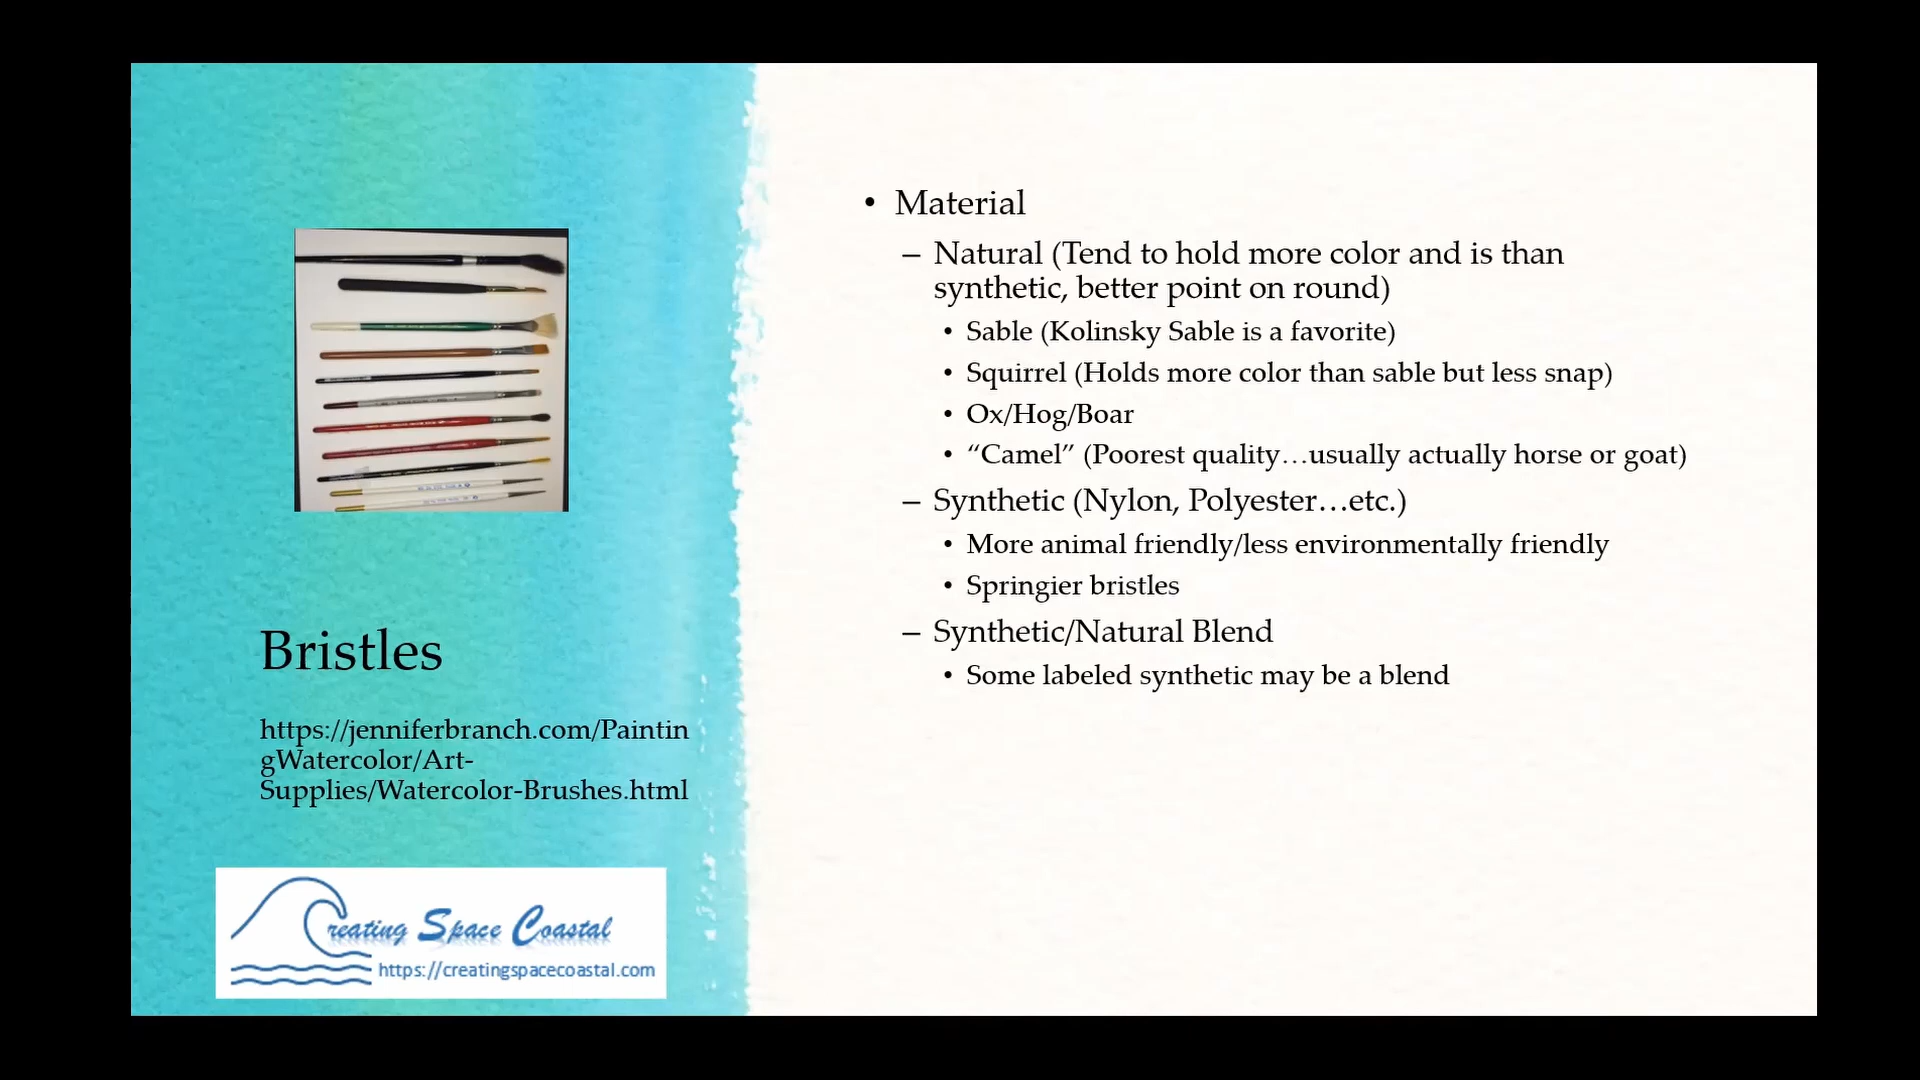 • Material
– Natural (Tend to hold more color and is than
synthetic, better point on round)
• Sable (Kolinsky Sable is a favorite)
• Squirrel (Holds more color than sable but less snap)
• Ox/Hog/Boar
• “Camel” (Poorest quality…usually actually horse or goat)
– Synthetic (Nylon, Polyester…etc.)
• More animal friendly/less environmentally friendly
• Springier bristles
– Synthetic/Natural Blend
• Some labeled synthetic may be a blend
Bristles
https://jenniferbranch.com/Paintin
gWatercolor/Art-
Supplies/Watercolor-Brushes.html
Creating Space Coastal
https://creatingspacecoastal.com